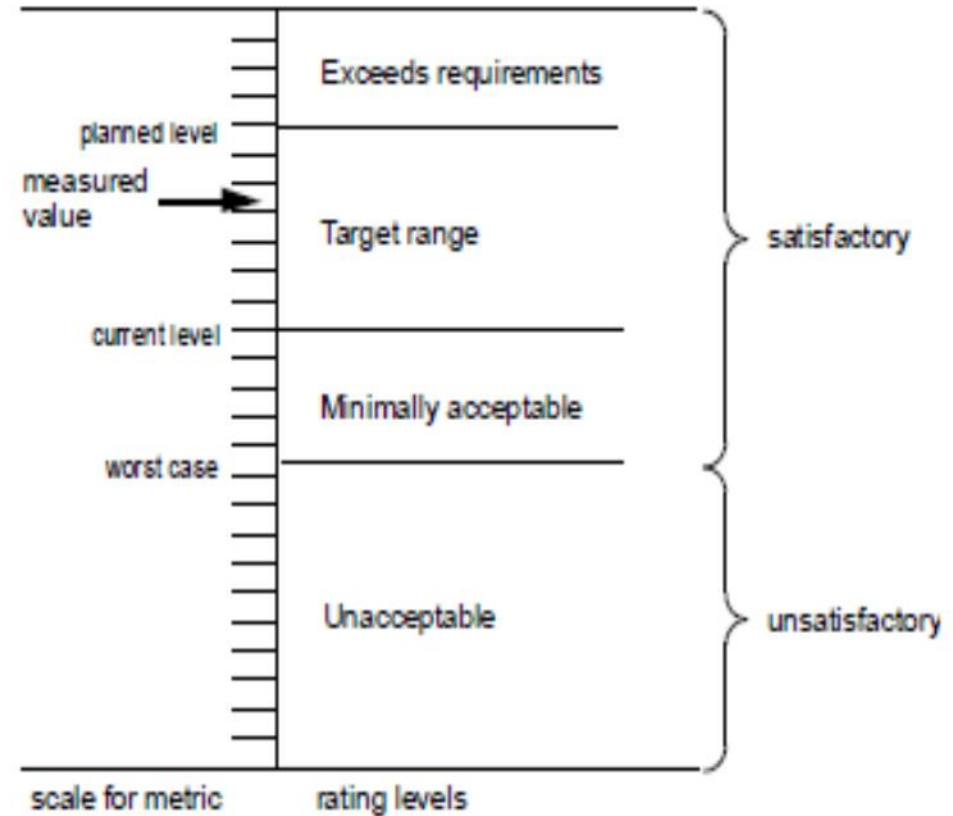 Exceeds requirements
planned level
measured
value
Target range
satisfactory
current level
Minimally acceptable
worst case
Unacceptable
unsatisfactory
scale for metric
rating levels